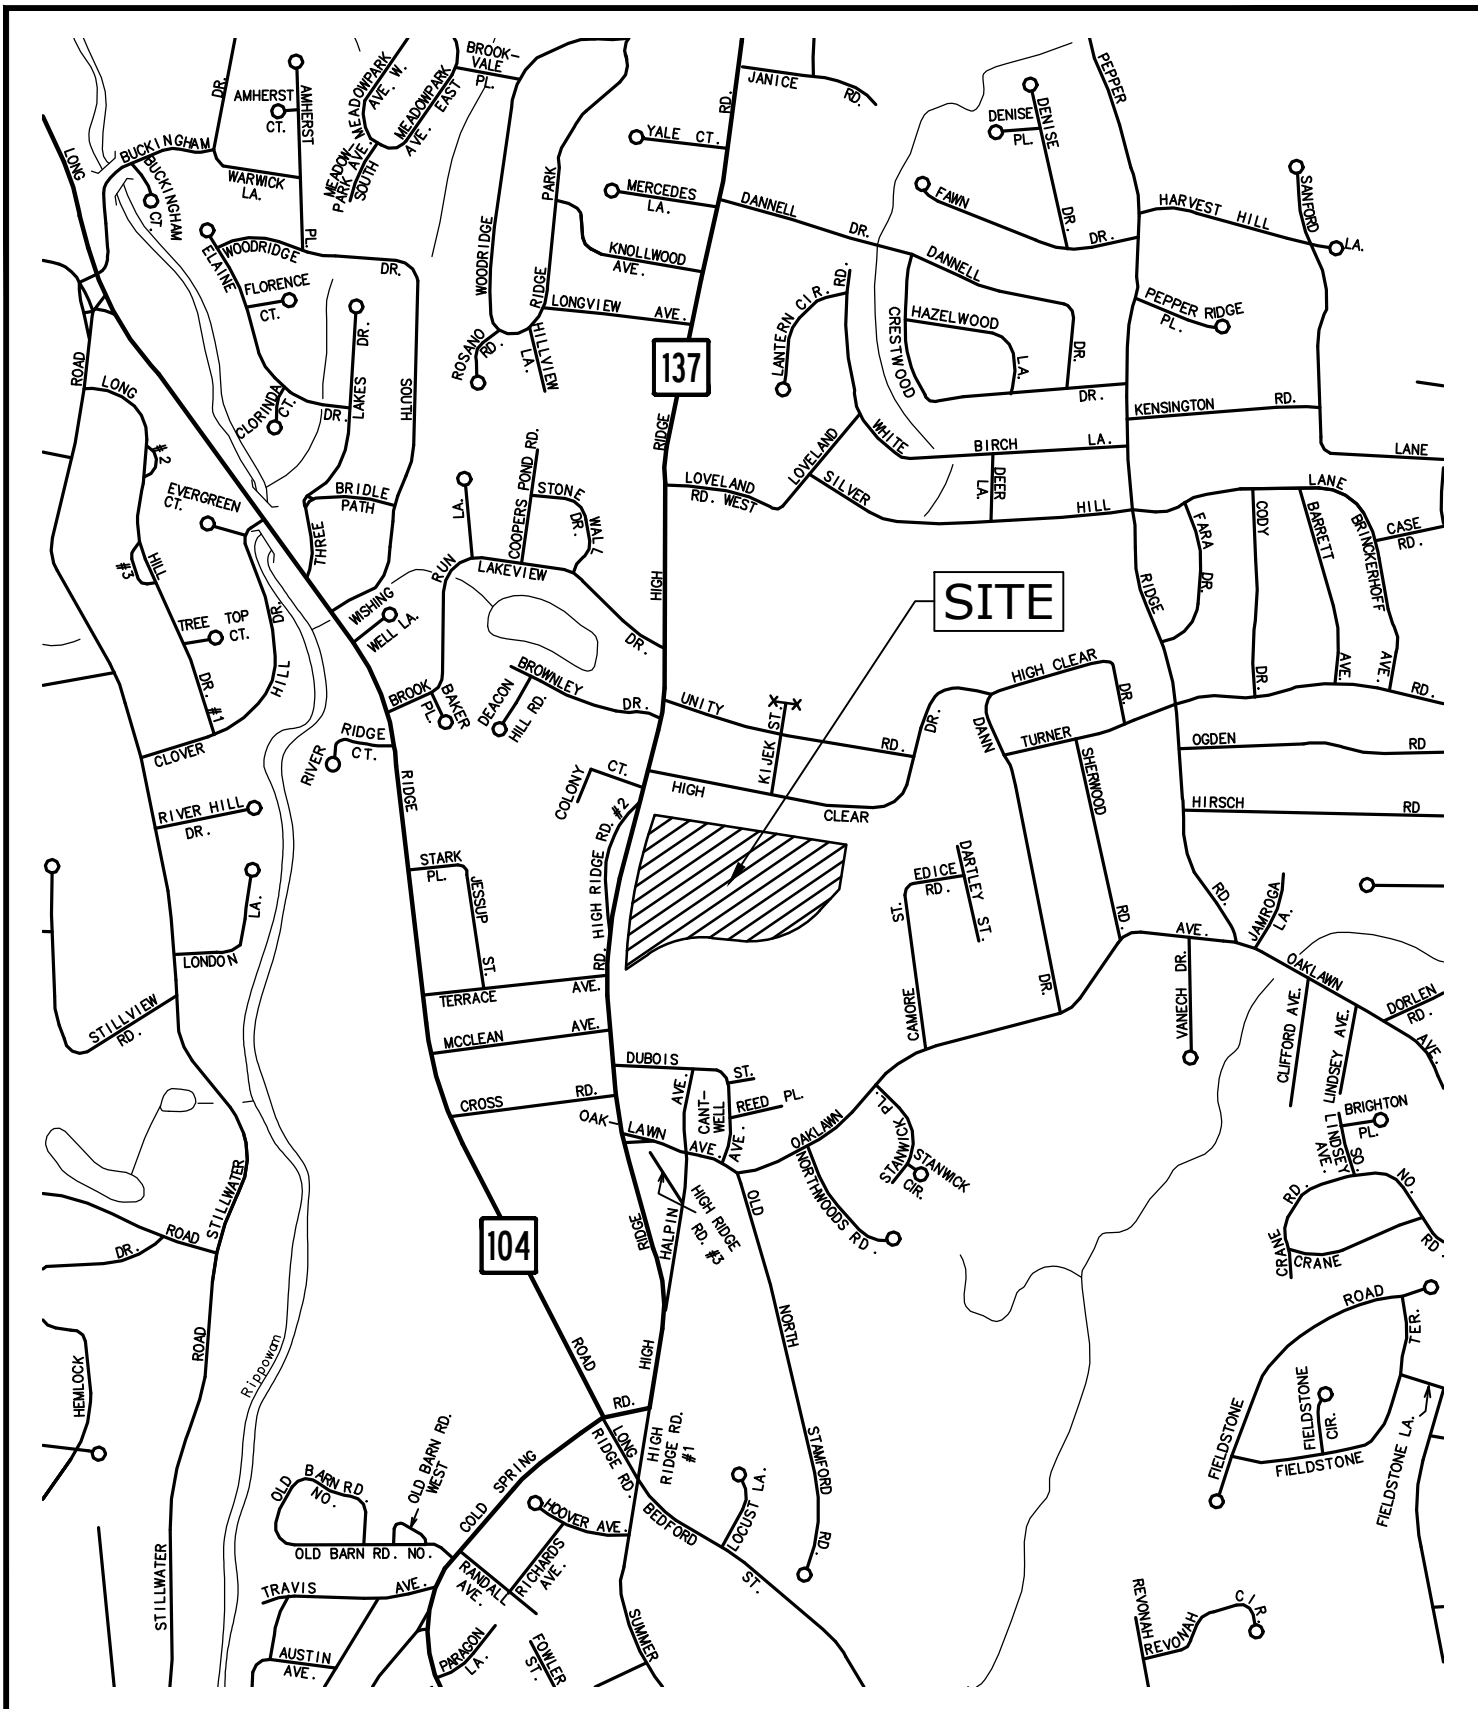 BROOK-
VALE
PL.
DR.
AMHERST
CT.
AMHERST
PL.
MEADOWPARK
AVE. W.
MEADOWPARK
AVE. EAST
MEADOW
PARK AVE.
SOUTH
JANICE
RD.
RD.
PEPPER
DENISE
PL.
DENISE
DR.
YALE CT.
LONG
BUCKINGHAM
BUCKINGHAM
CT.
WARWICK
LA.
MERCEDES
LA.
PARK
FAWN
DR.
DANNELL
DR.
HARVEST HILL
LA.
SANFORD
ELAINE
WOODRIDGE
DR.
WOODRIDGE
KNOLLWOOD
AVE.
DANNELL
DR.
FLORENCE
CT.
RIDGE
LONGVIEW AVE.
LANTERN CIR. RD.
CRESTWOOD
HAZELWOOD
LA.
DR.
PEPPER RIDGE
PL.
ROAD
DR.
LAKES
ROSANO
RD.
HILLVIEW
LA.
137
LONG
SOUTH
CLORINDA
CT.
DR.
KENSINGTON RD.
RIDGE
WHITE
BIRCH LA.
LANE
#2
LOVELAND
RD. WEST
LOVELAND
SILVER
DEER
LA.
HILL
LANE
EVERGREEN
CT.
BRIDLE
PATH
LA.
COOPERS POND RD.
STONE
WALL
DR.
FARA
DR.
CODY
DR.
BARRETT
AVE.
BRINCKERHOFF
AVE.
CASE
RD.
HILL
#3
THREE
RUN
LAKEVIEW
DR.
HIGH
RIDGE
SITE
TREE TOP
CT.
DR.
WISHING
WELL LA.
HILL
DR. #1
BROWNLEY
DR.
DEACON
HILL RD.
BROOK
PL.
BAKER
HIGH CLEAR
DR.
UNITY
RD.
KIJEK ST.
DR.
DANN
TURNER
RD.
CLOVER
RIVER
RIDGE
CT.
OGDEN RD
COLONY
CT.
HIGH
CLEAR
SHERWOOD
RD.
RIVER HILL
DR.
RIDGE
HIGH RIDGE RD. #2
HIRSCH RD
STARK
PL.
JESSUP
ST.
EDICE
RD.
DARTLEY ST.
RD.
JAMROGA
LA.
LA.
ST.
CAMORE
DR.
AVE.
LONDON
RD.
OAKLAWN
AVE.
STILLVIEW
RD.
TERRACE AVE.
VANECH DR.
CLIFFORD AVE.
LINDSEY AVE.
DORLEN
RD.
MCCLEAN AVE.
DUBOIS
ST.
CROSS RD.
AVE.
CANT-
WELL
AVE.
REED PL.
OAK-
LAWN
AVE.
OAKLAWN
BRIGHTON
PL.
LINDSEY
AVE.
SO.
STANWICK PL.
STANWICK
CIR.
NORTHWOODS RD.
STILLWATER
ROAD
DR.
RIDGE
HALPIN
HIGH RIDGE
RD. #3
OLD
RD.
NO.
RD.
CRANE
CRANE
104
NORTH
ROAD
TER.
ROAD
HEMLOCK
Rippowan
ROAD
HIGH
RD.
FIELDSTONE
FIELDSTONE
CIR.
FIELDSTONE
FIELDSTONE LA.
OLD BARN RD.
WEST
LONG
RIDGE RD.
HIGH
RIDGE RD.
#1
STAMFORD
RD.
OLD
BARN RD.
NO.
COLD
SPRING
HOOVER AVE.
BEDFORD
ST.
LOCUST LA.
OLD BARN RD. NO.
STILLWATER
TRAVIS AVE.
RANDALL
AVE.
RICHARDS
AVE.
REVONAH
REVONAH
CIR.
AUSTIN
AVE.
PARAGON
LA.
FOWLER
ST.
SUMMER